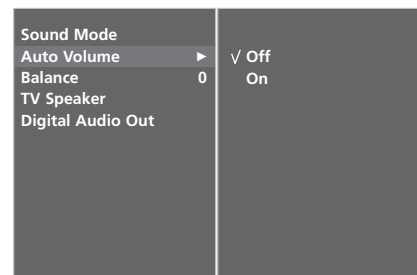 Sound Mode
Auto Volume ►
Balance 0
TV Speaker
Digital Audio Out
√ Off
On